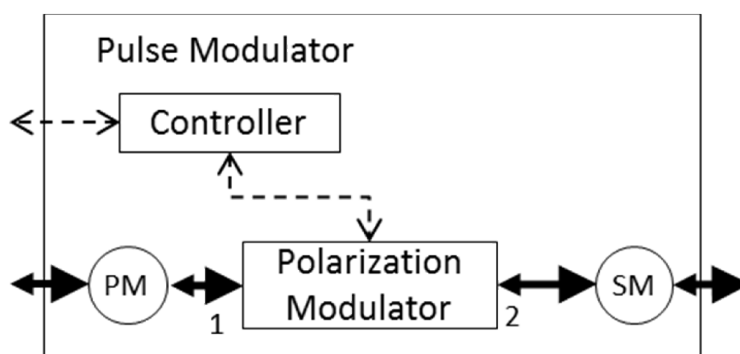 Pulse Modulator
Controller
PM
1
Polarization
Modulator
2
SM